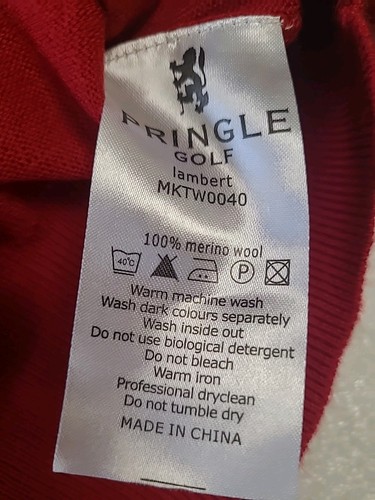 PRINGLE
GOLF
lambert
MKTW0040
100% merino wool
40°C
P
Warm machine wash
Wash dark colours separately
Wash inside out
Do not use biological detergent
Do not bleach
Warm iron
Professional dryclean
Do not tumble dry
MADE IN CHINA